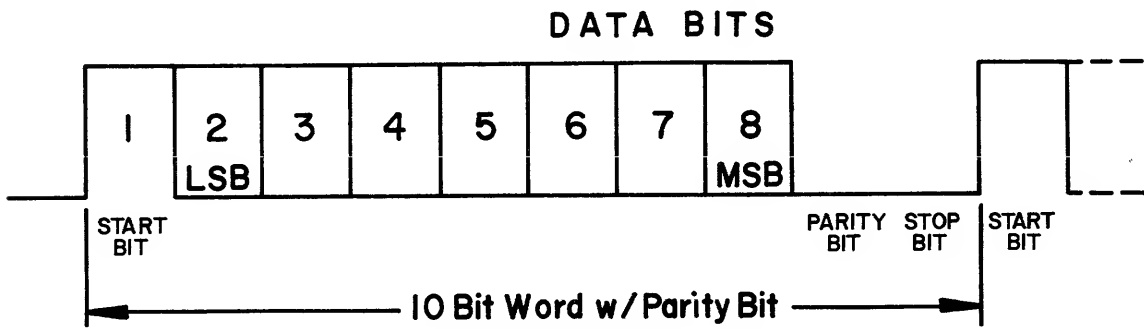 DATA BITS
1 2 3 4 5 6 7 8
LSB MSB
START BIT PARITY BIT STOP BIT START BIT
10 Bit Word w/Parity Bit